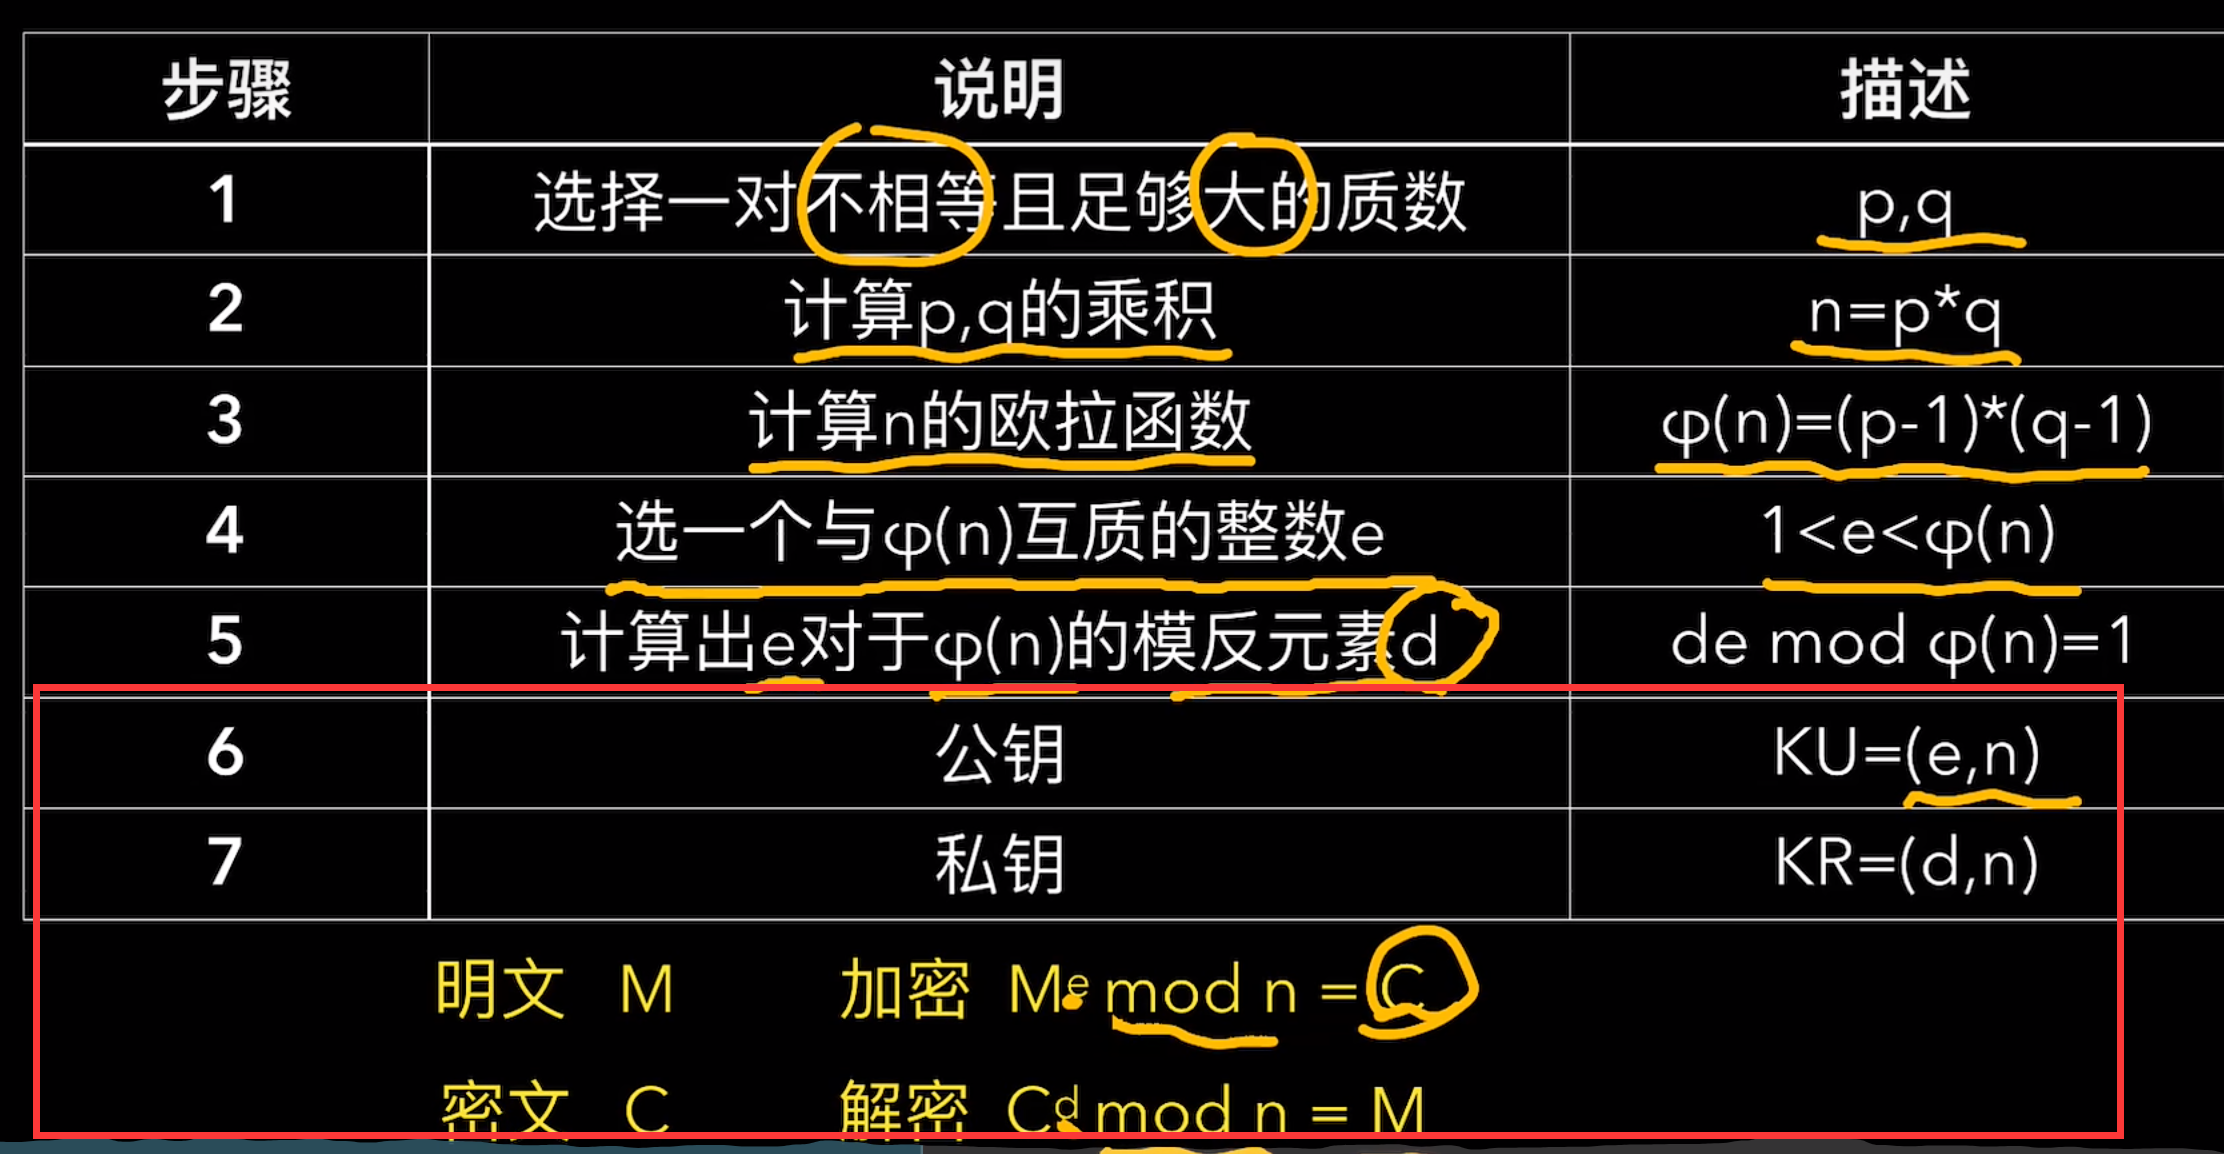 步骤 说明 描述
1 选择一对不相等且足够大的质数 p,q
2 计算p,q的乘积 n=p*q
3 计算n的欧拉函数 φ(n)=(p-1)*(q-1)
4 选一个与φ(n)互质的整数e 1<e<φ(n)
5 计算出e对于φ(n)的模反元素d de mod φ(n)=1
6 公钥 KU=(e,n)
7 私钥 KR=(d,n)
明文 M 加密 Mᵉ mod n = C
密文 C 解密 Cᵈ mod n = M